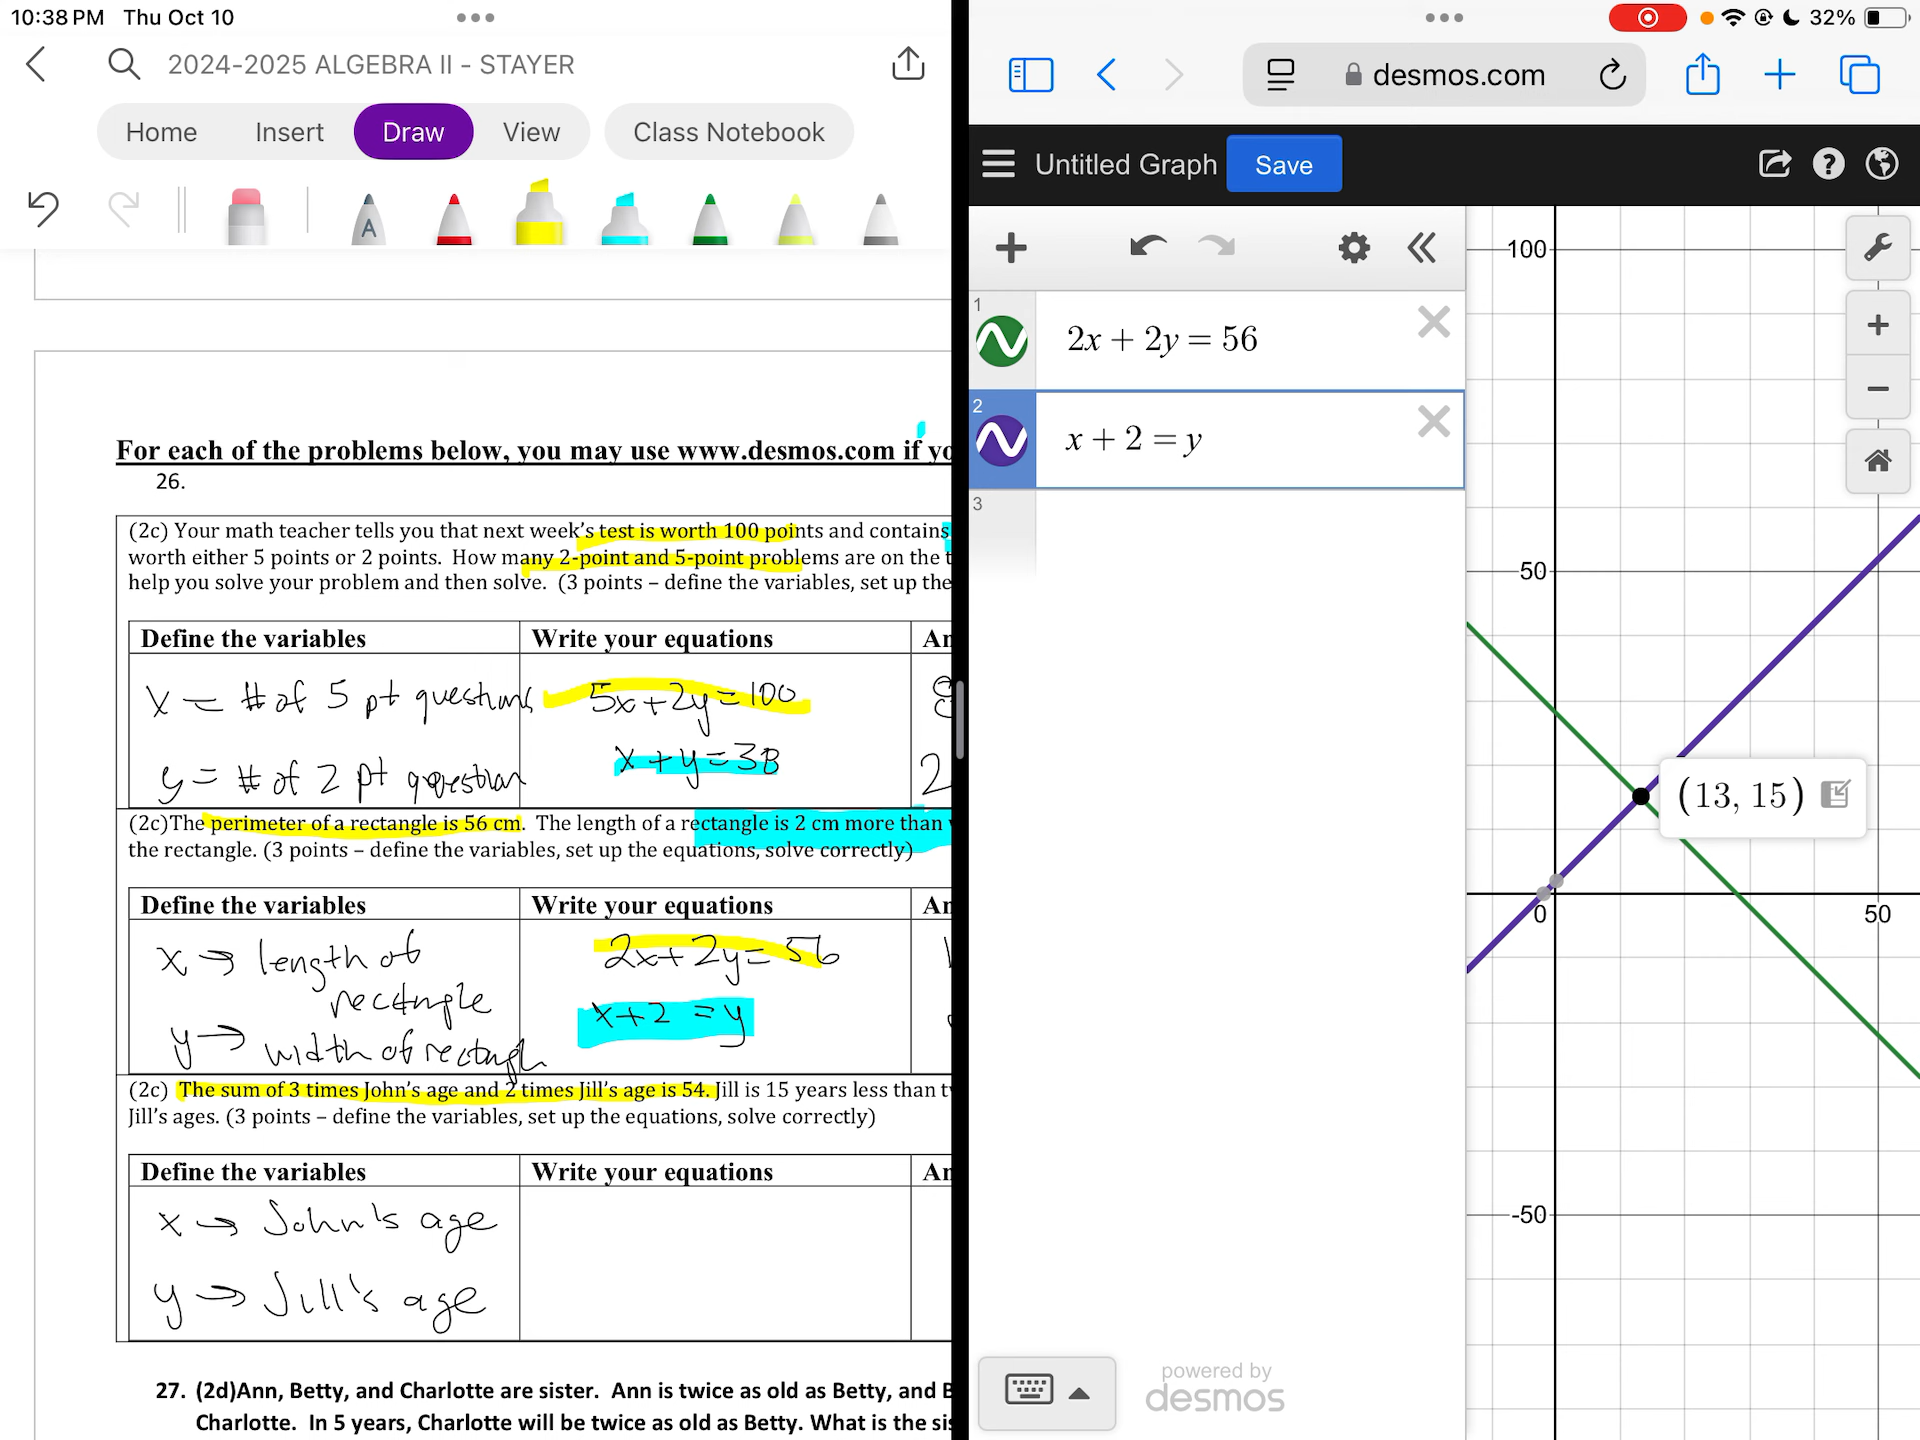 10:38 PM Thu Oct 10
2024-2025 ALGEBRA II - STAYER
Home Insert Draw View Class Notebook
A
For each of the problems below, you may use www.desmos.com if yo
26.
(2c) Your math teacher tells you that next week's test is worth 100 points and contains
worth either 5 points or 2 points. How many 2-point and 5-point problems are on the t
help you solve your problem and then solve. (3 points – define the variables, set up the
Define the variables Write your equations An
x = # of 5 pt questions 5x+2y=100 8
y = # of 2 pt question x+y=38 2
(2c)The perimeter of a rectangle is 56 cm. The length of a rectangle is 2 cm more than
the rectangle. (3 points – define the variables, set up the equations, solve correctly)
Define the variables Write your equations An
x → length of 2x+2y=56
rectangle x+2=y
y → width of rectangle
(2c) The sum of 3 times John's age and 2 times Jill's age is 54. Jill is 15 years less than t
Jill's ages. (3 points – define the variables, set up the equations, solve correctly)
Define the variables Write your equations An
x → John's age
y → Jill's age
27. (2d)Ann, Betty, and Charlotte are sister. Ann is twice as old as Betty, and B
Charlotte. In 5 years, Charlotte will be twice as old as Betty. What is the sis
32%
desmos.com
Untitled Graph Save
1
2x + 2y = 56
2
x + 2 = y
3
100
50
(13, 15)
0 50
-50
powered by
desmos